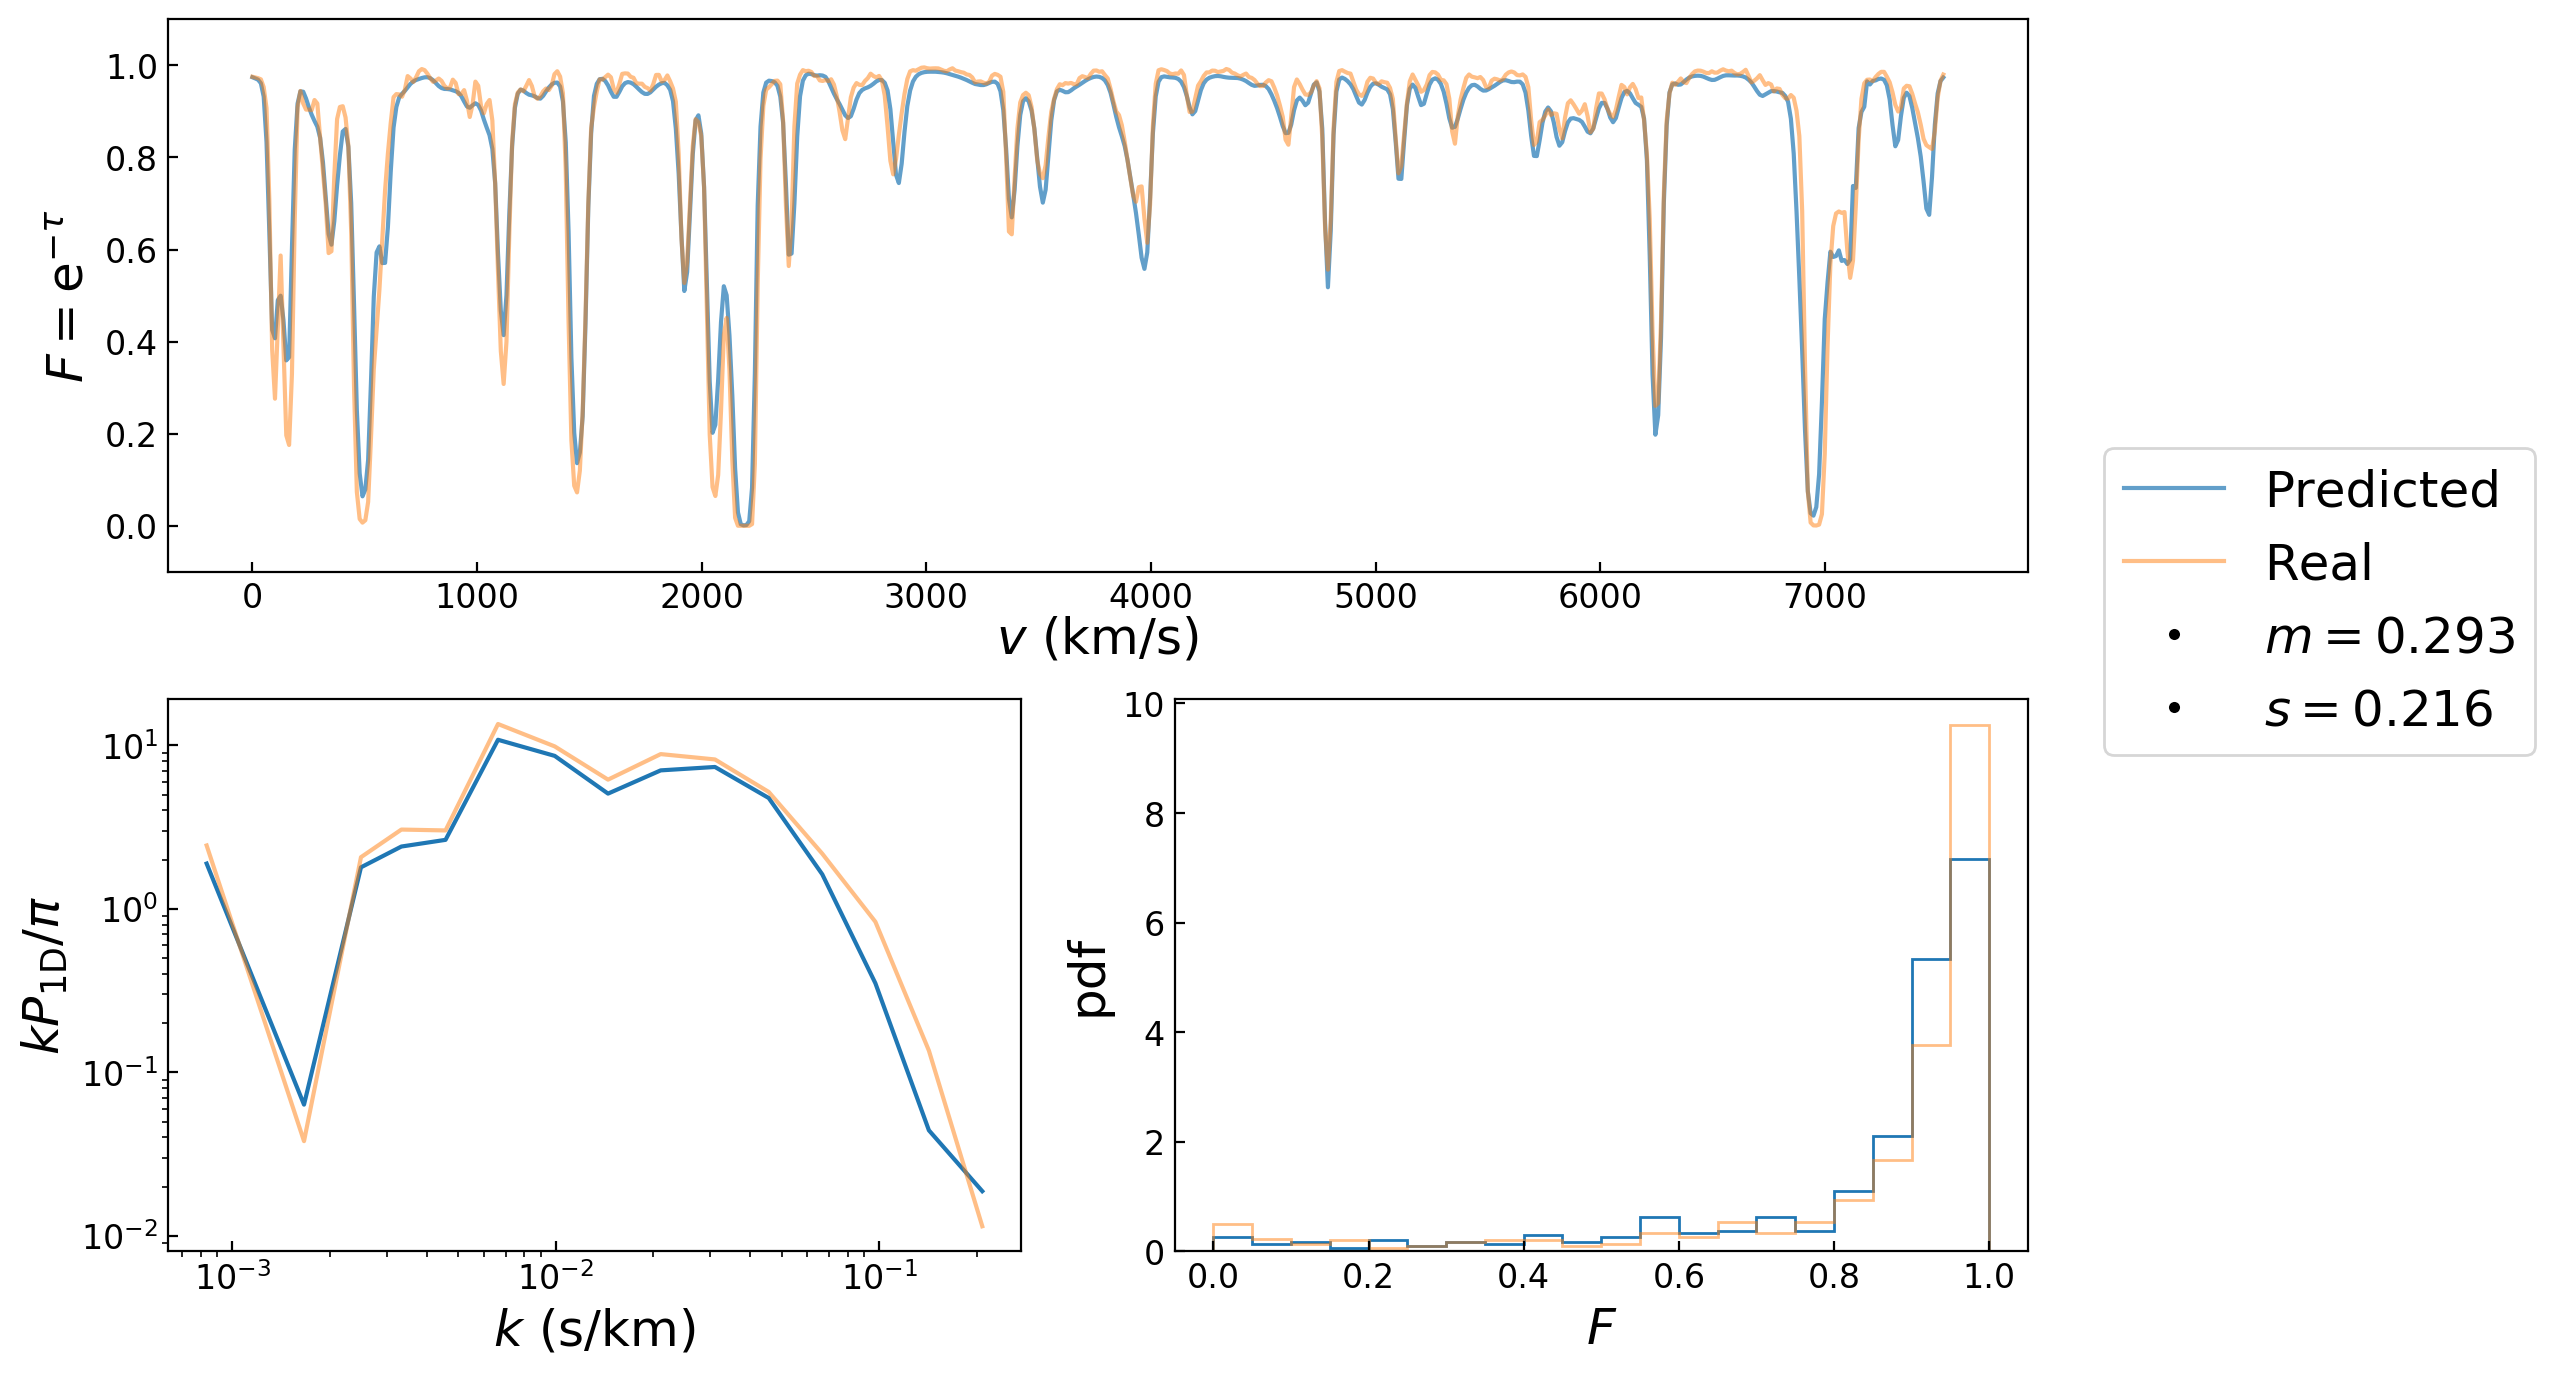 1.0
0.8
0.6
0.4
0.2
0.0
F = e^{-τ}
0 1000 2000 3000 4000 5000 6000 7000
v (km/s)
Predicted
Real
m = 0.293
s = 0.216
10^1
10^0
10^{-1}
10^{-2}
kP_{1D}/π
10^{-3} 10^{-2} 10^{-1}
k (s/km)
10
8
6
4
2
0
pdf
0.0 0.2 0.4 0.6 0.8 1.0
F